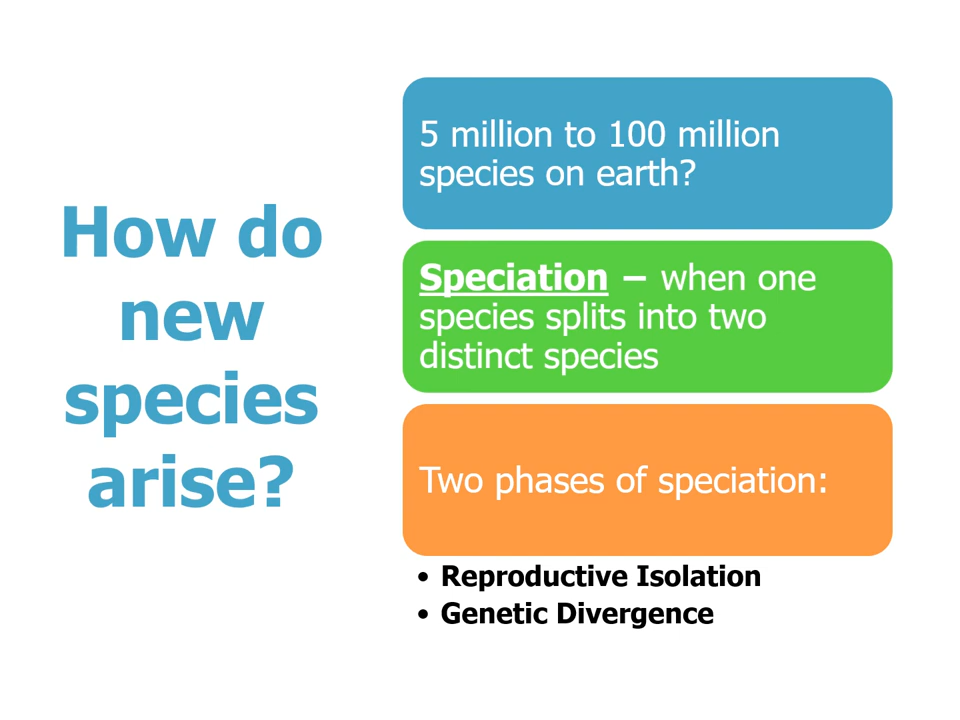 How do
new
species
arise?
5 million to 100 million
species on earth?
Speciation – when one
species splits into two
distinct species
Two phases of speciation:
• Reproductive Isolation
• Genetic Divergence